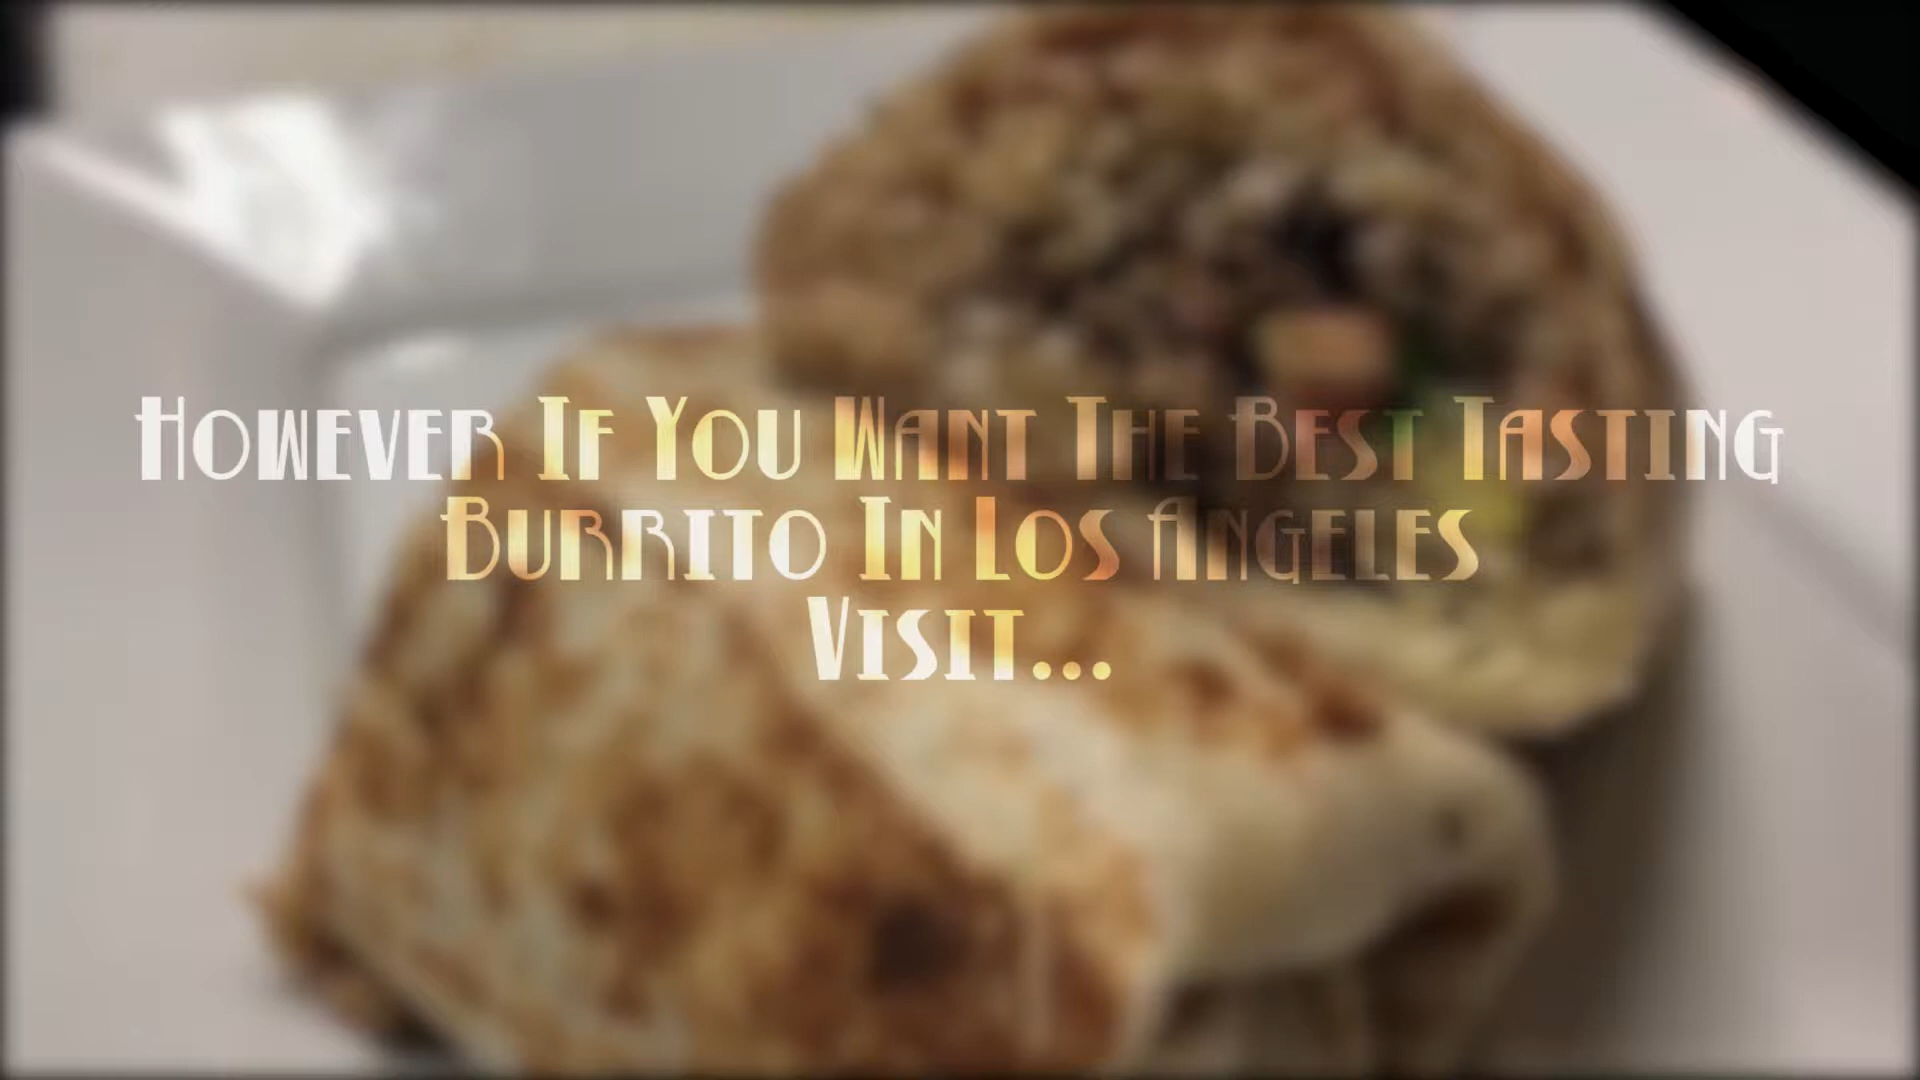 However If You Want The Best Tasting
Burrito In Los Angeles
Visit...